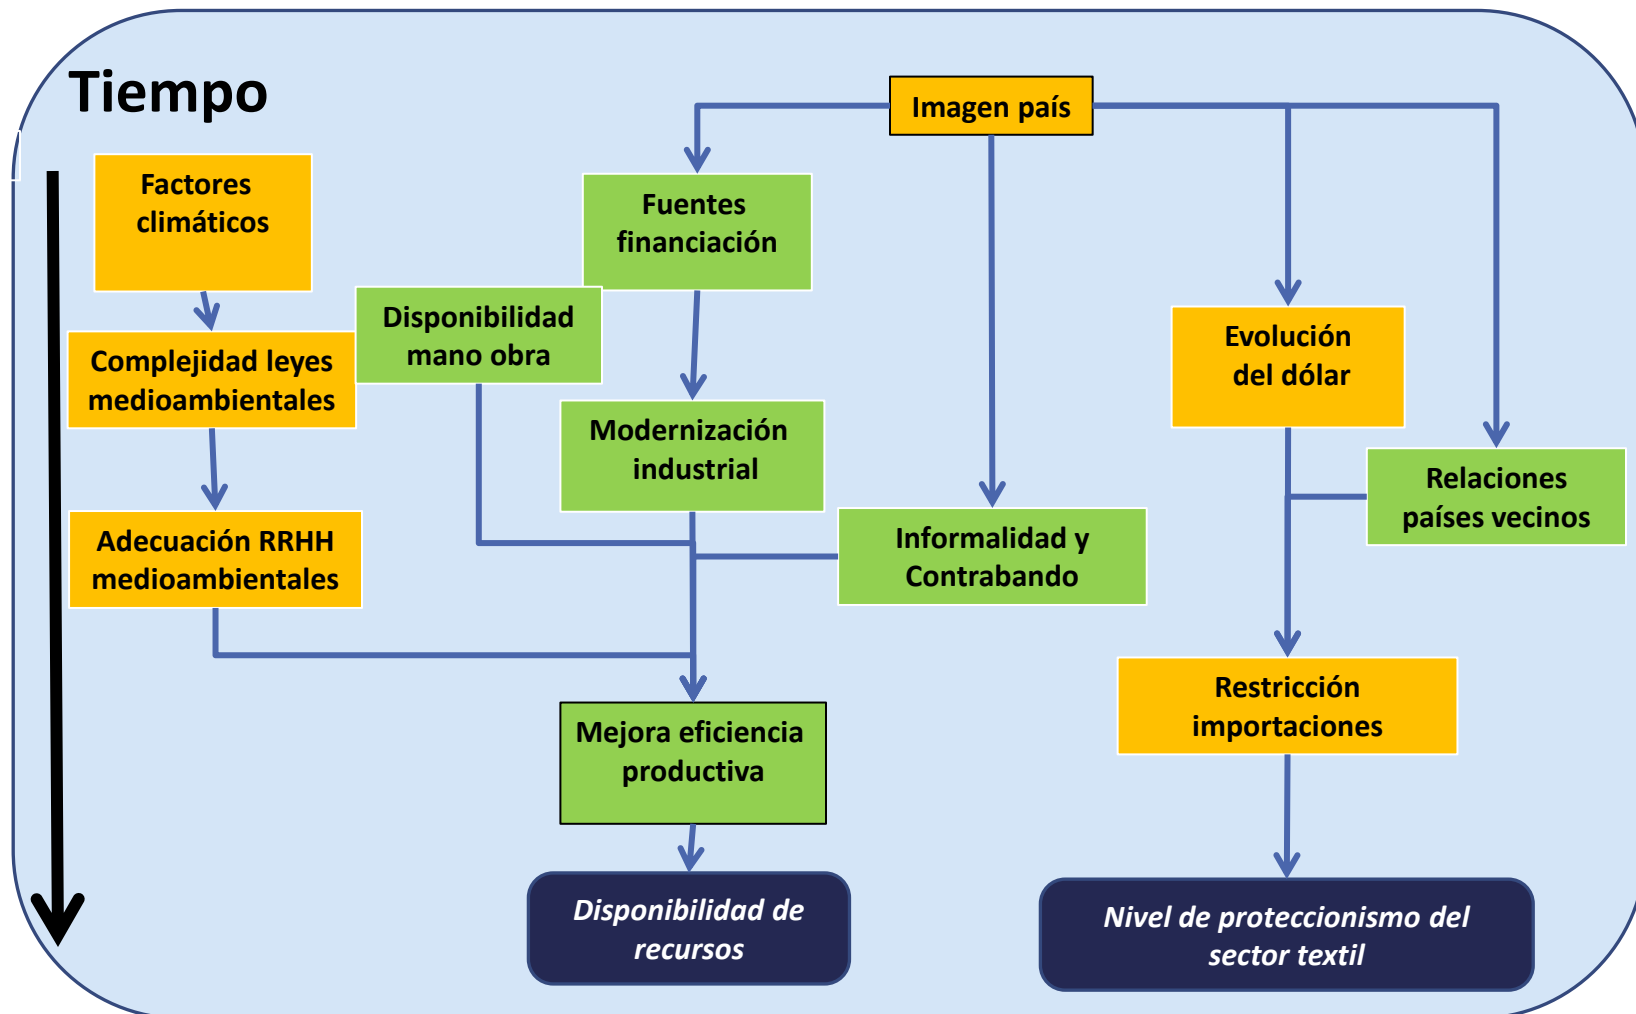 Tiempo
Imagen país
Factores
climáticos
Fuentes
financiación
Disponibilidad
mano obra
Complejidad leyes
medioambientales
Evolución
del dólar
Modernización
industrial
Relaciones
países vecinos
Adecuación RRHH
medioambientales
Informalidad y
Contrabando
Restricción
importaciones
Mejora eficiencia
productiva
Disponibilidad de
recursos
Nivel de proteccionismo del
sector textil